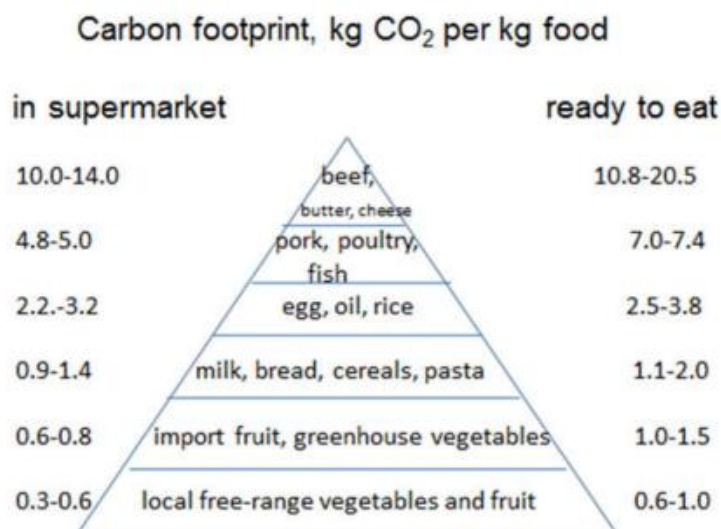 Carbon footprint, kg CO₂ per kg food
in supermarket ready to eat
10.0-14.0 beef, 10.8-20.5
butter, cheese
4.8-5.0 pork, poultry, 7.0-7.4
fish
2.2.-3.2 egg, oil, rice 2.5-3.8
0.9-1.4 milk, bread, cereals, pasta 1.1-2.0
0.6-0.8 import fruit, greenhouse vegetables 1.0-1.5
0.3-0.6 local free-range vegetables and fruit 0.6-1.0